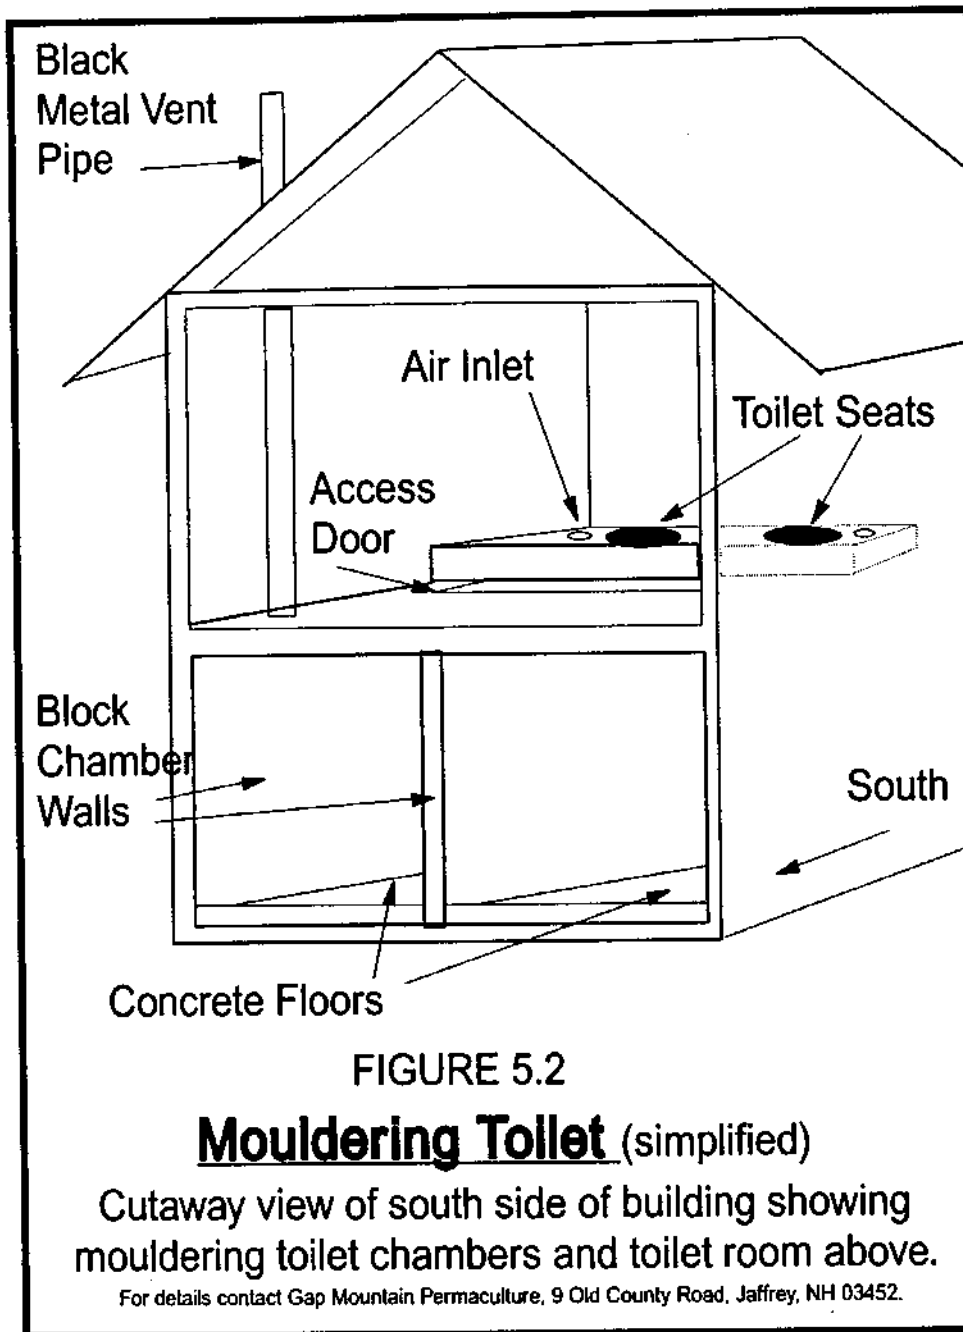 Black
Metal Vent
Pipe
Air Inlet
Toilet Seats
Access
Door
Block
Chamber
Walls
South
Concrete Floors
FIGURE 5.2
Mouldering Toilet (simplified)
Cutaway view of south side of building showing
mouldering toilet chambers and toilet room above.
For details contact Gap Mountain Permaculture, 9 Old County Road, Jaffrey, NH 03452.